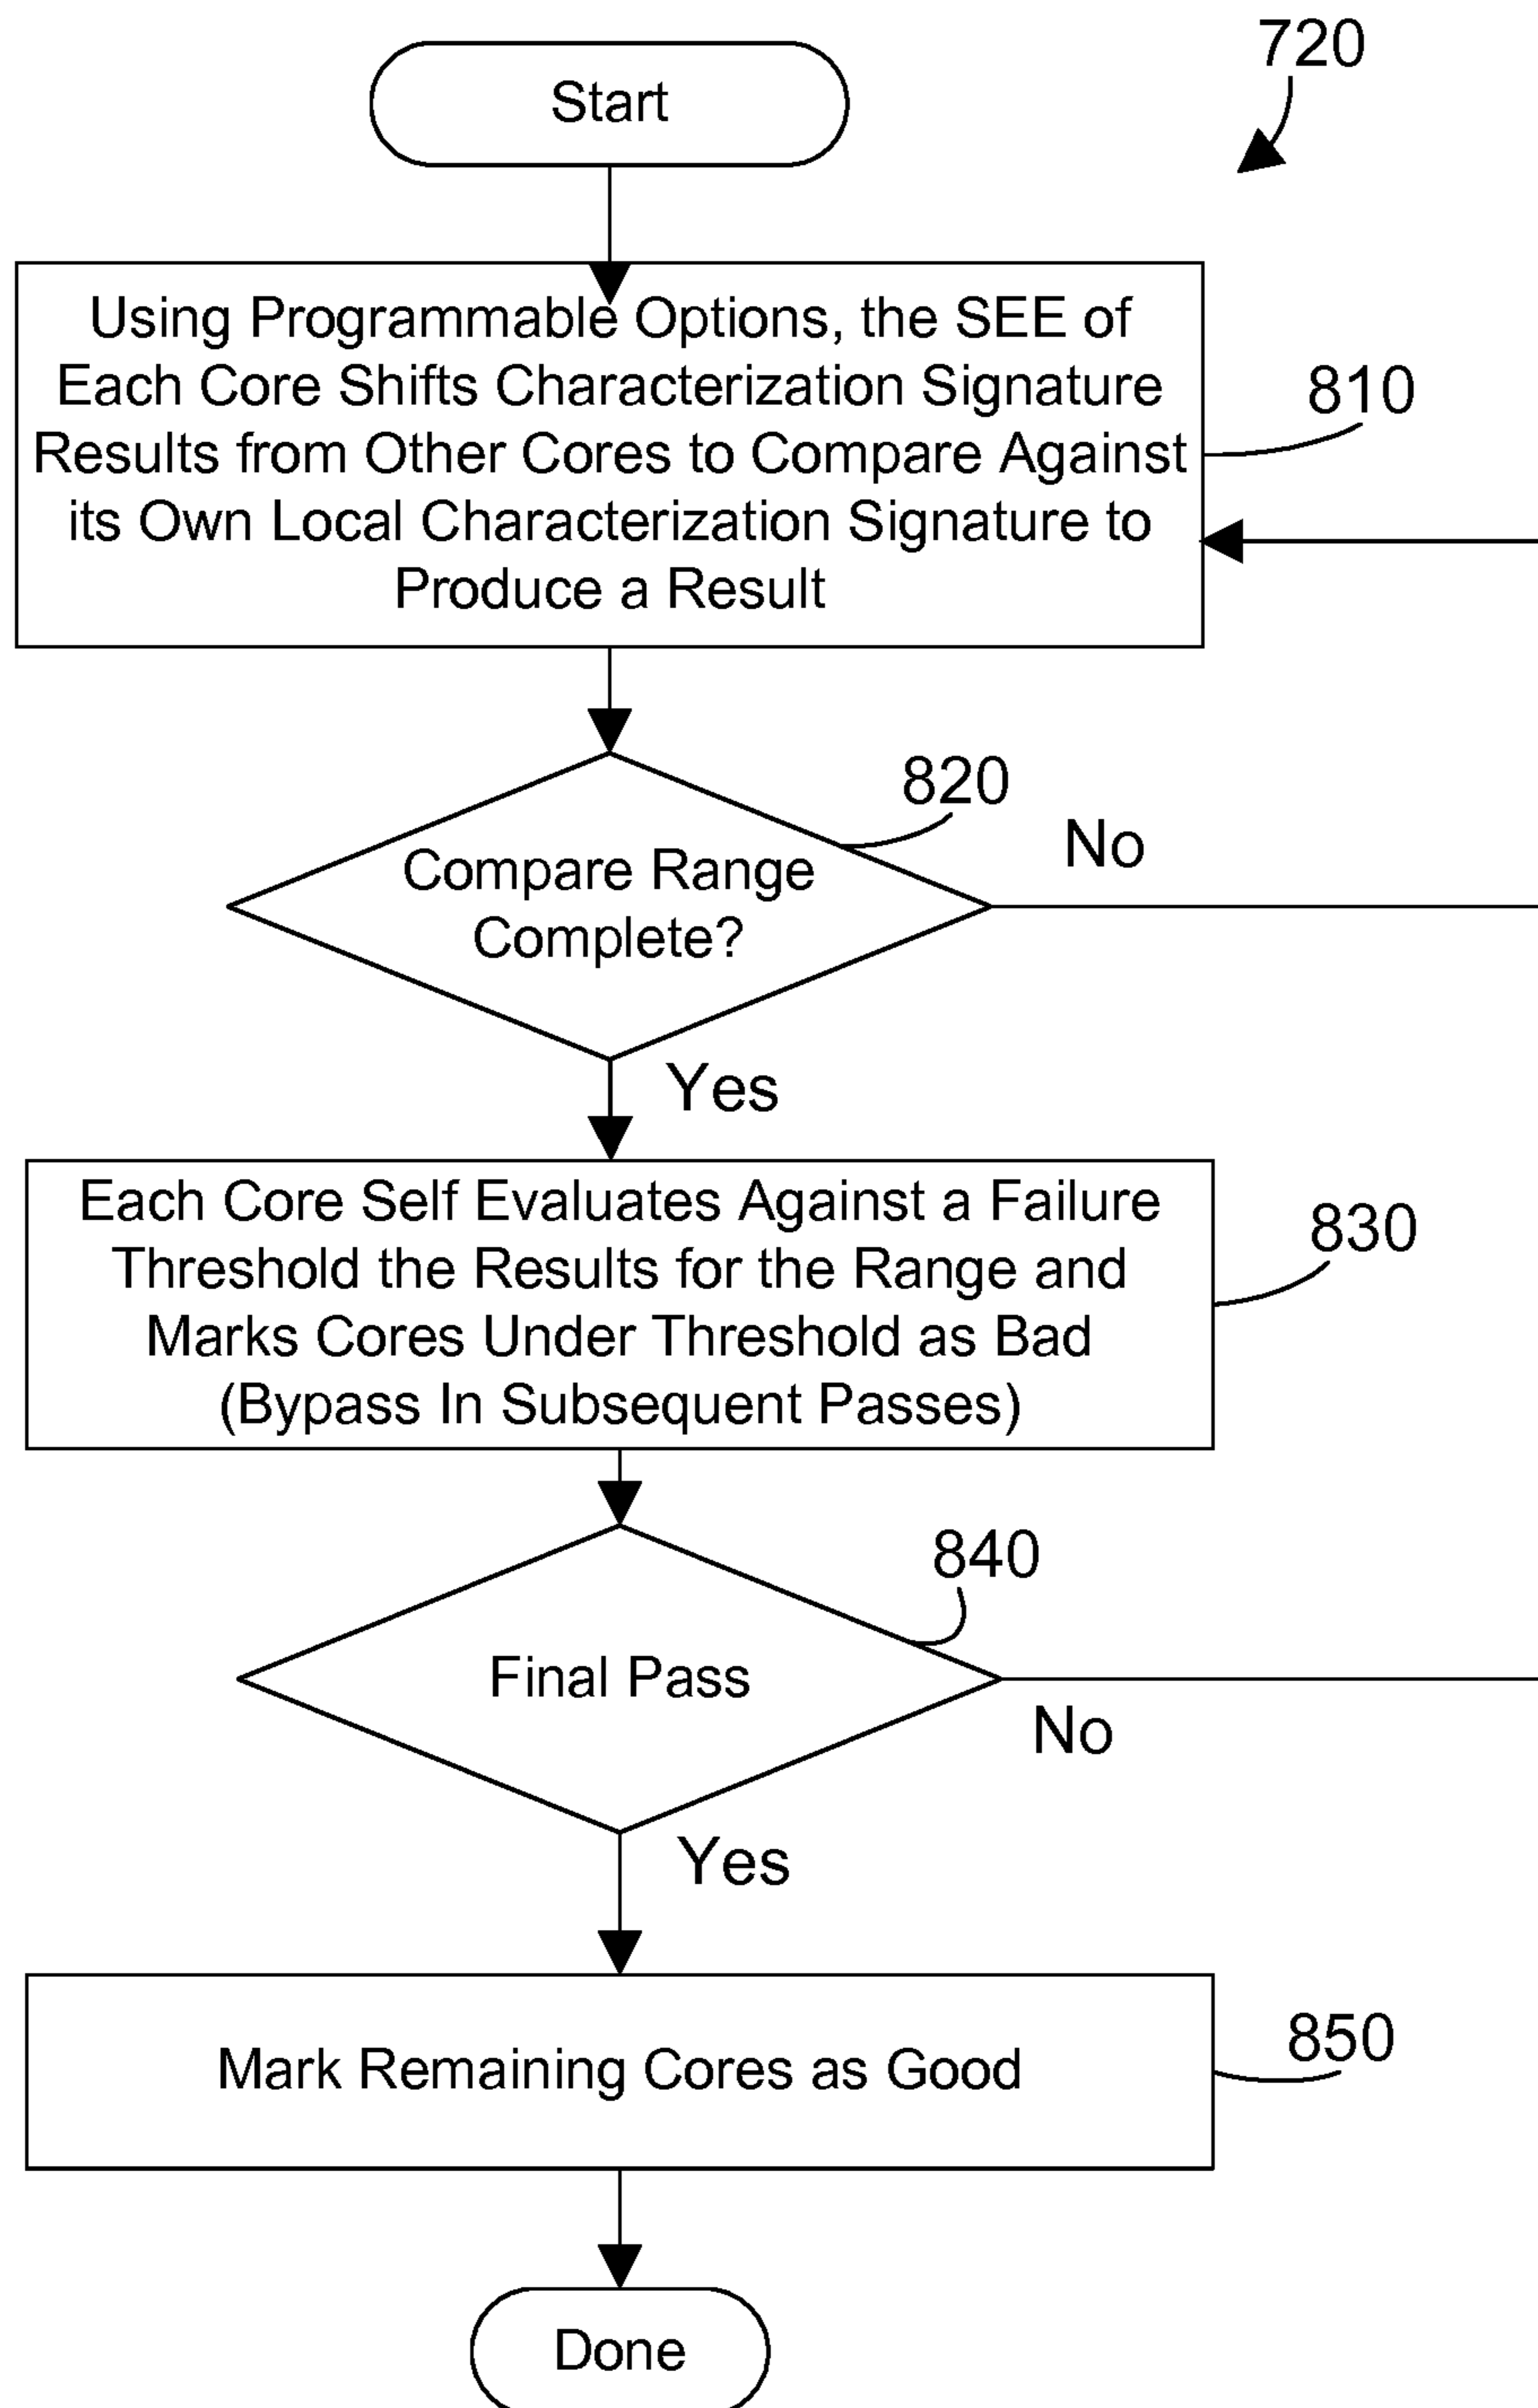 720
Start
Using Programmable Options, the SEE of
Each Core Shifts Characterization Signature
Results from Other Cores to Compare Against
its Own Local Characterization Signature to
Produce a Result
810
820
Compare Range
Complete?
No
Yes
Each Core Self Evaluates Against a Failure
Threshold the Results for the Range and
Marks Cores Under Threshold as Bad
(Bypass In Subsequent Passes)
830
840
Final Pass
No
Yes
Mark Remaining Cores as Good
850
Done